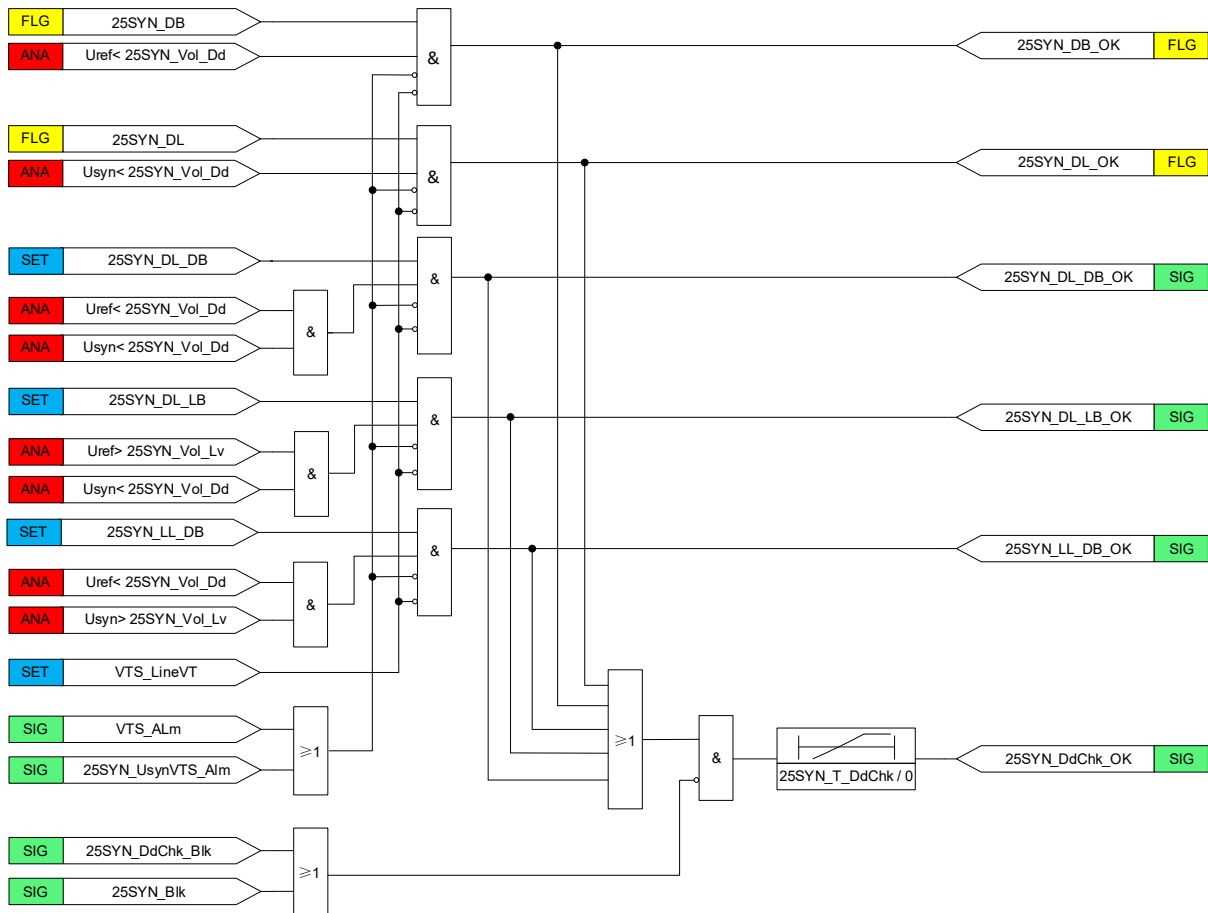 FLG 25SYN_DB
ANA Uref< 25SYN_Vol_Dd
&
25SYN_DB_OK FLG
FLG 25SYN_DL
ANA Usyn< 25SYN_Vol_Dd
&
25SYN_DL_OK FLG
SET 25SYN_DL_DB
ANA Uref< 25SYN_Vol_Dd
ANA Usyn< 25SYN_Vol_Dd
&
&
25SYN_DL_DB_OK SIG
SET 25SYN_DL_LB
ANA Uref> 25SYN_Vol_Lv
ANA Usyn< 25SYN_Vol_Dd
&
&
25SYN_DL_LB_OK SIG
SET 25SYN_LL_DB
ANA Uref< 25SYN_Vol_Dd
ANA Usyn> 25SYN_Vol_Lv
&
&
25SYN_LL_DB_OK SIG
SET VTS_LineVT
SIG VTS_ALm
SIG 25SYN_UsynVTS_Alm
≥1
≥1
&
25SYN_T_DdChk / 0
25SYN_DdChk_OK SIG
SIG 25SYN_DdChk_Blk
SIG 25SYN_Blk
≥1